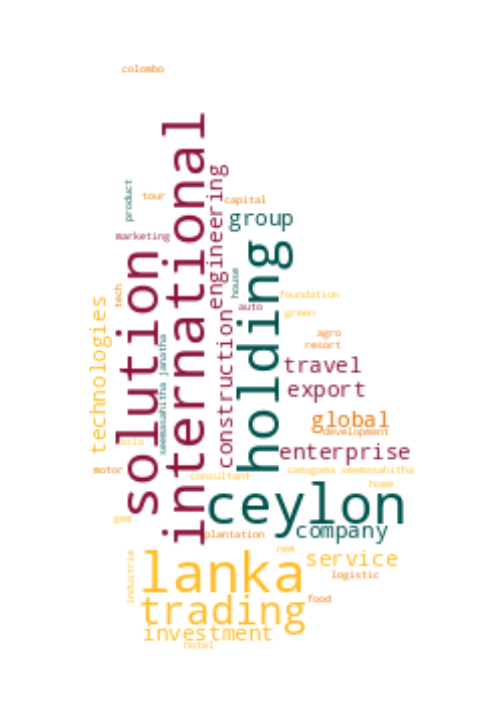 colombo
international
product
tour
engineering
capital
group
marketing
holding
solution
house
tech
technologies
foundation
auto
green
construction
seemasahitha janatha
agro
resort
travel
export
global
development
asia
enterprise
motor
consultant
samagama seemasahitha
home
ceylon
gem
company
plantation
new
lanka
service
industrie
logistic
trading
food
investment
hotel